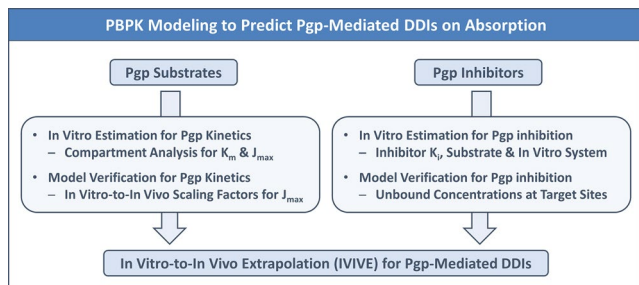 PBPK Modeling to Predict Pgp-Mediated DDIs on Absorption
Pgp Substrates
Pgp Inhibitors
• In Vitro Estimation for Pgp Kinetics
– Compartment Analysis for Km & Jmax
• Model Verification for Pgp Kinetics
– In Vitro-to-In Vivo Scaling Factors for Jmax
• In Vitro Estimation for Pgp inhibition
– Inhibitor Ki, Substrate & In Vitro System
• Model Verification for Pgp inhibition
– Unbound Concentrations at Target Sites
In Vitro-to-In Vivo Extrapolation (IVIVE) for Pgp-Mediated DDIs